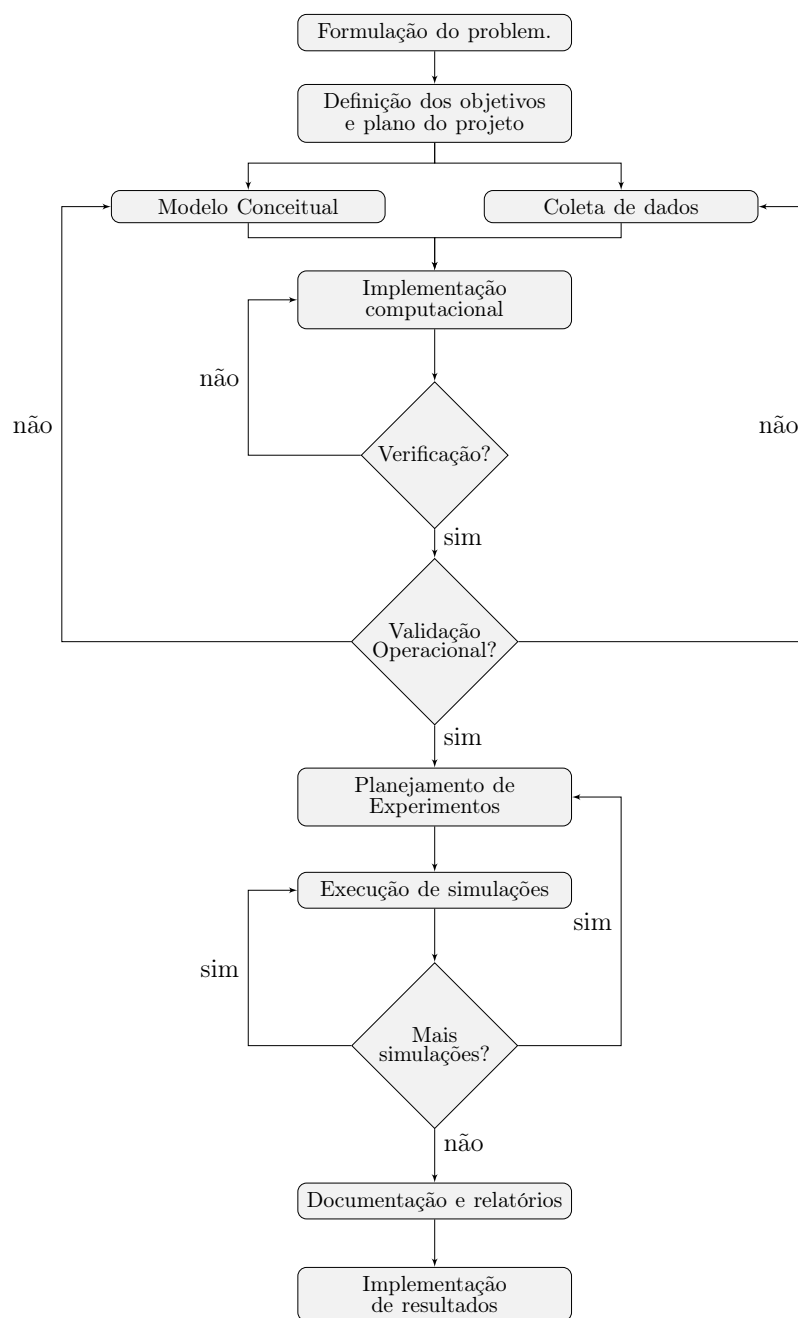 Formulação do problem.
Definição dos objetivos
e plano do projeto
Modelo Conceitual
Coleta de dados
Implementação
computacional
não
não
não
Verificação?
sim
Validação
Operacional?
sim
Planejamento de
Experimentos
Execução de simulações
sim
sim
Mais
simulações?
não
Documentação e relatórios
Implementação
de resultados